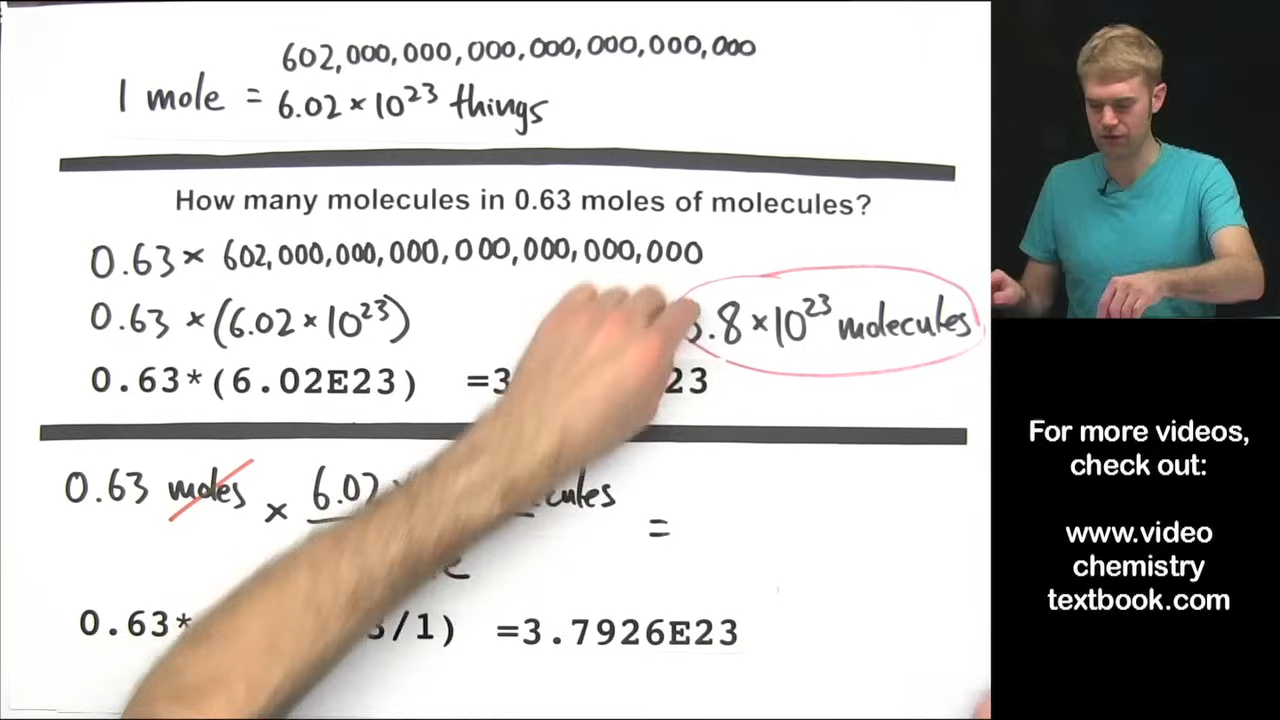 602,000,000,000,000,000,000,000
1 mole = 6.02 × 10²³ things
How many molecules in 0.63 moles of molecules?
0.63 × 602,000,000,000,000,000,000,000
0.63 × (6.02 × 10²³)
.8 × 10²³ molecules
0.63*(6.02E23) =3 23
0.63 moles × 6.02 =
0.63* /1) =3.7926E23
For more videos,
check out:
www.video
chemistry
textbook.com